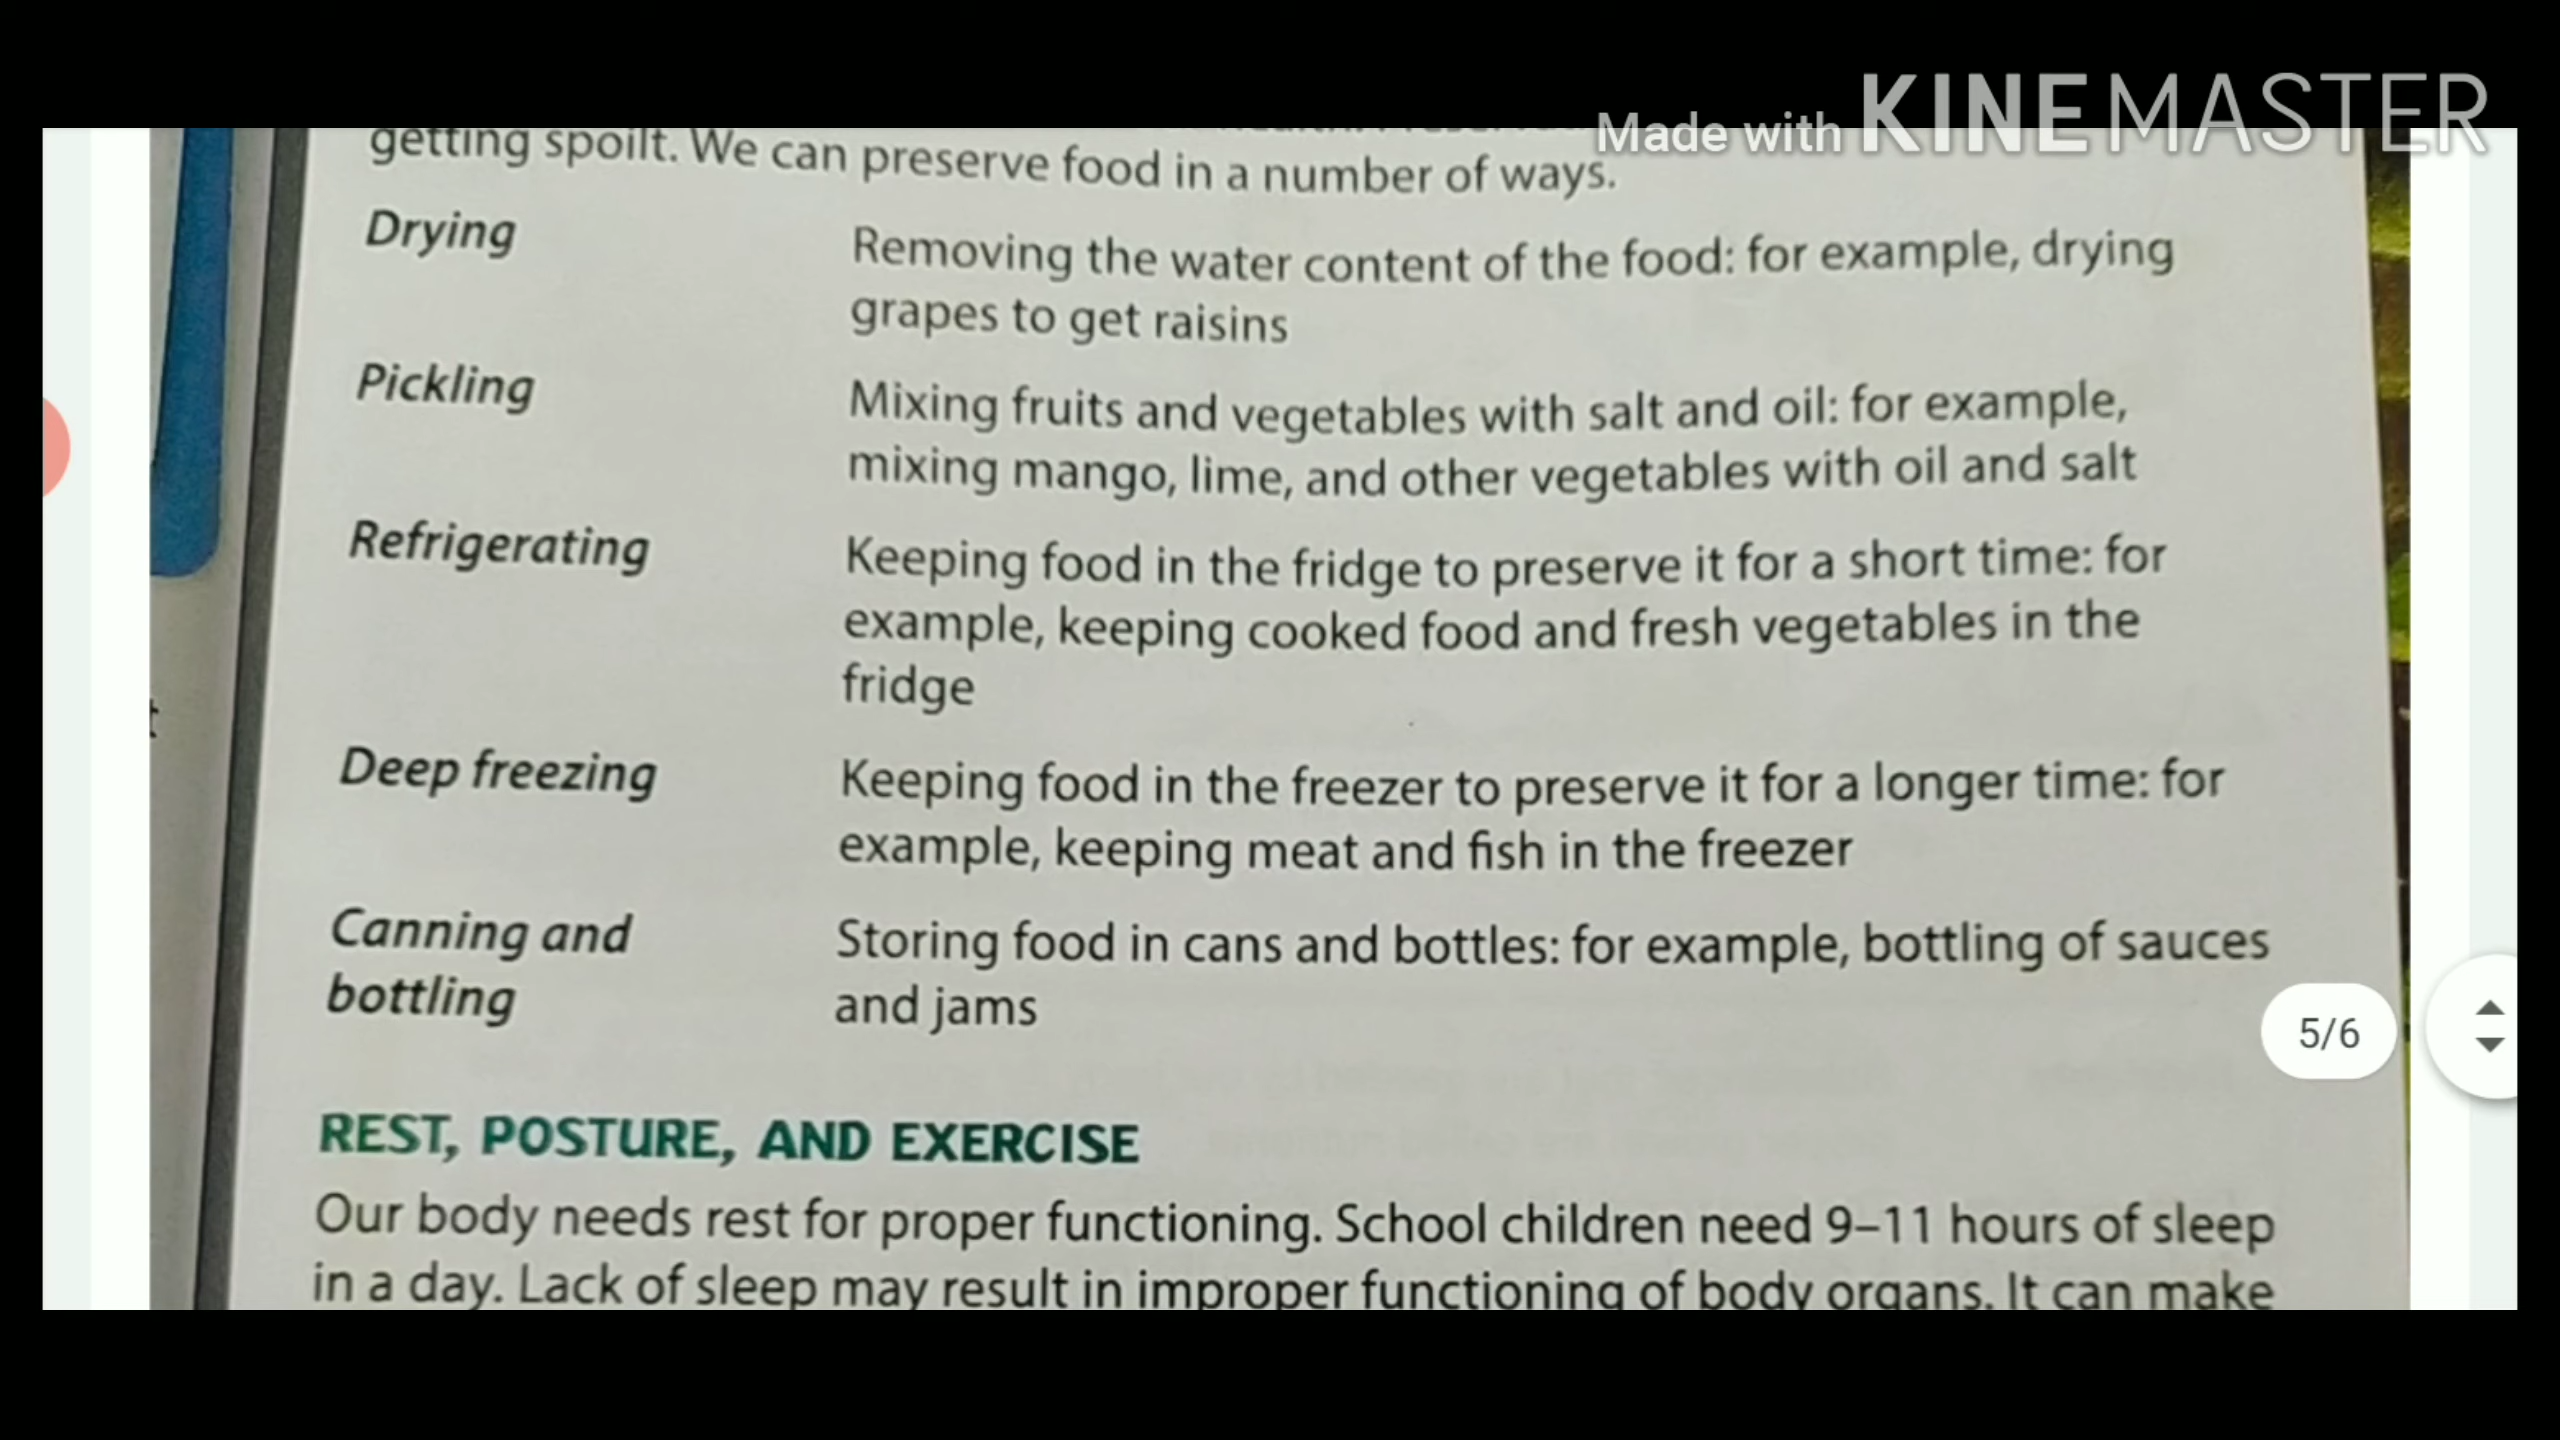 Made with KINEMASTER
getting spoilt. We can preserve food in a number of ways.
Drying
Removing the water content of the food: for example, drying
grapes to get raisins
Pickling
Mixing fruits and vegetables with salt and oil: for example,
mixing mango, lime, and other vegetables with oil and salt
Refrigerating
Keeping food in the fridge to preserve it for a short time: for
example, keeping cooked food and fresh vegetables in the
fridge
Deep freezing
Keeping food in the freezer to preserve it for a longer time: for
example, keeping meat and fish in the freezer
Canning and
bottling
Storing food in cans and bottles: for example, bottling of sauces
and jams
5/6
REST, POSTURE, AND EXERCISE
Our body needs rest for proper functioning. School children need 9–11 hours of sleep
in a day. Lack of sleep may result in improper functioning of body organs. It can make